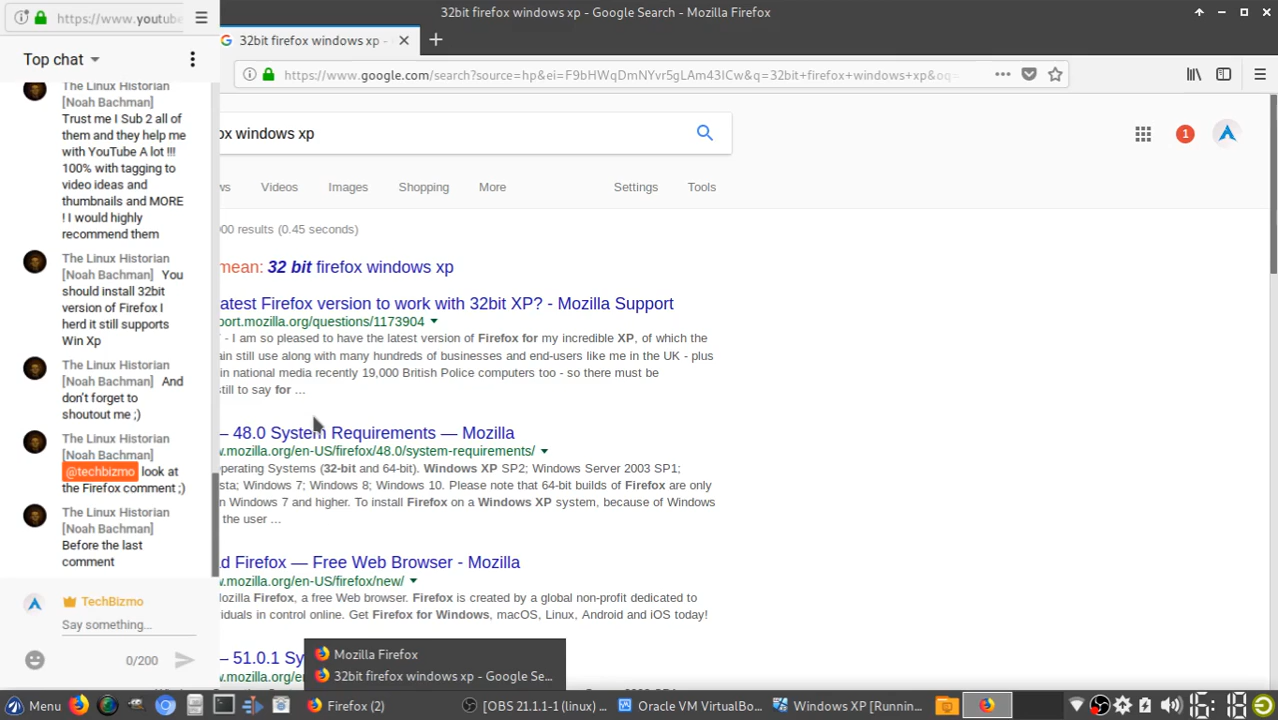 https://www.youtube
Top chat
The Linux Historian
[Noah Bachman]
Trust me I Sub 2 all of
them and they help me
with YouTube A lot !!!
100% with tagging to
video ideas and
thumbnails and MORE
! I would highly
recommend them
The Linux Historian
[Noah Bachman] You
should install 32bit
version of Firefox I
herd it still supports
Win Xp
The Linux Historian
[Noah Bachman] And
don't forget to
shoutout me ;)
The Linux Historian
[Noah Bachman]
@techbizmo look at
the Firefox comment ;)
The Linux Historian
[Noah Bachman]
Before the last
comment
TechBizmo
Say something...
0/200
32bit firefox windows xp - Google Search - Mozilla Firefox
32bit firefox windows xp -
https://www.google.com/search?source=hp&ei=F9bHWqDmNYvr5gLAm43ICw&q=32bit+firefox+windows+xp&oq=
ox windows xp
1
ws Videos Images Shopping More Settings Tools
000 results (0.45 seconds)
mean: 32 bit firefox windows xp
atest Firefox version to work with 32bit XP? - Mozilla Support
port.mozilla.org/questions/1173904
- I am so pleased to have the latest version of Firefox for my incredible XP, of which the
ain still use along with many hundreds of businesses and end-users like me in the UK - plus
in national media recently 19,000 British Police computers too - so there must be
still to say for ...
— 48.0 System Requirements — Mozilla
w.mozilla.org/en-US/firefox/48.0/system-requirements/
perating Systems (32-bit and 64-bit). Windows XP SP2; Windows Server 2003 SP1;
sta; Windows 7; Windows 8; Windows 10. Please note that 64-bit builds of Firefox are only
n Windows 7 and higher. To install Firefox on a Windows XP system, because of Windows
the user ...
d Firefox — Free Web Browser - Mozilla
w.mozilla.org/en-US/firefox/new/
ozilla Firefox, a free Web browser. Firefox is created by a global non-profit dedicated to
viduals in control online. Get Firefox for Windows, macOS, Linux, Android and iOS today!
— 51.0.1 Sy
w.mozilla.o
Mozilla Firefox
32bit firefox windows xp - Google Se...
Menu
Firefox (2)
[OBS 21.1.1-1 (linux) ...
Oracle VM VirtualBo...
Windows XP [Runnin...